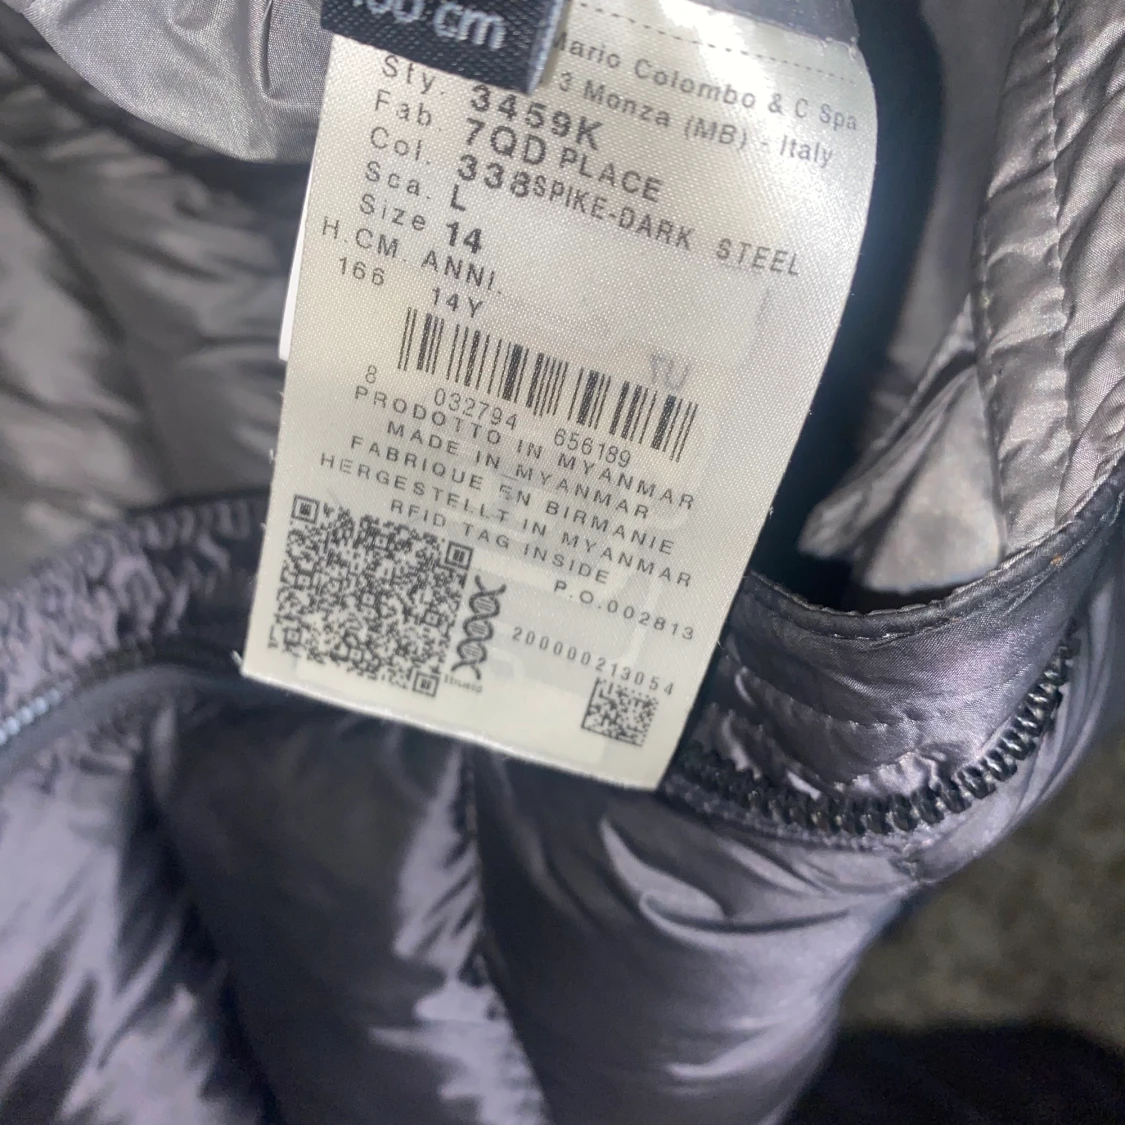 cm
Mario Colombo & C Spa
3 Monza (MB) - Italy
Sty. 3459K
Fab. 7QD PLACE
Col. 338 SPIKE-DARK STEEL
Sca. L
Size 14
H.CM. ANNI.
166 14Y
8 032794 656189
PRODOTTO IN MYANMAR
MADE IN MYANMAR
FABRIQUE EN BIRMANIE
HERGESTELLT IN MYANMAR
RFID TAG INSIDE
P.O.002813
200000213054